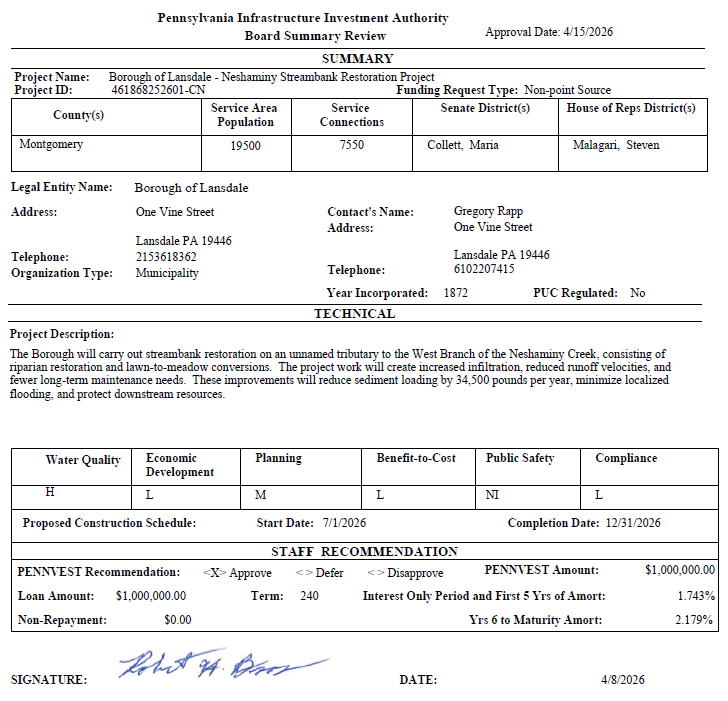 Pennsylvania Infrastructure Investment Authority
Board Summary Review
Approval Date: 4/15/2026
SUMMARY
Project Name: Borough of Lansdale - Neshaminy Streambank Restoration Project
Project ID: 461868252601-CN Funding Request Type: Non-point Source
County(s) Service Area Population Service Connections Senate District(s) House of Reps District(s)
Montgomery 19500 7550 Collett, Maria Malagari, Steven
Legal Entity Name: Borough of Lansdale
Address: One Vine Street Contact's Name: Gregory Rapp
Address: One Vine Street
Lansdale PA 19446 Lansdale PA 19446
Telephone: 2153618362
Organization Type: Municipality Telephone: 6102207415
Year Incorporated: 1872 PUC Regulated: No
TECHNICAL
Project Description:
The Borough will carry out streambank restoration on an unnamed tributary to the West Branch of the Neshaminy Creek, consisting of
riparian restoration and lawn-to-meadow conversions. The project work will create increased infiltration, reduced runoff velocities, and
fewer long-term maintenance needs. These improvements will reduce sediment loading by 34,500 pounds per year, minimize localized
flooding, and protect downstream resources.
Water Quality Economic Development Planning Benefit-to-Cost Public Safety Compliance
H L M L NI L
Proposed Construction Schedule: Start Date: 7/1/2026 Completion Date: 12/31/2026
STAFF RECOMMENDATION
PENNVEST Recommendation: <X> Approve < > Defer < > Disapprove PENNVEST Amount: $1,000,000.00
Loan Amount: $1,000,000.00 Term: 240 Interest Only Period and First 5 Yrs of Amort: 1.743%
Non-Repayment: $0.00 Yrs 6 to Maturity Amort: 2.179%
SIGNATURE: Robert H. DATE: 4/8/2026